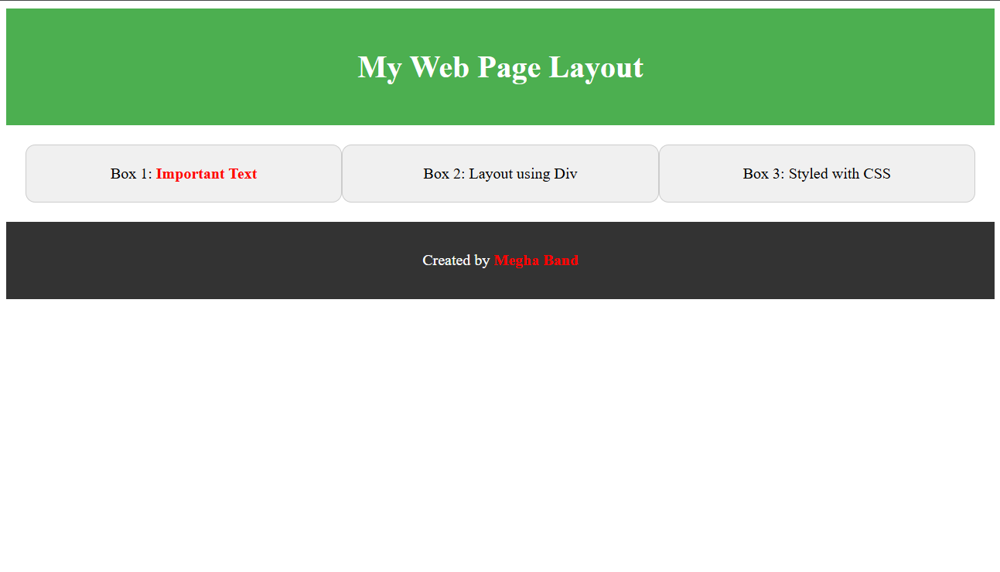 My Web Page Layout
Box 1: Important Text
Box 2: Layout using Div
Box 3: Styled with CSS
Created by Megha Band